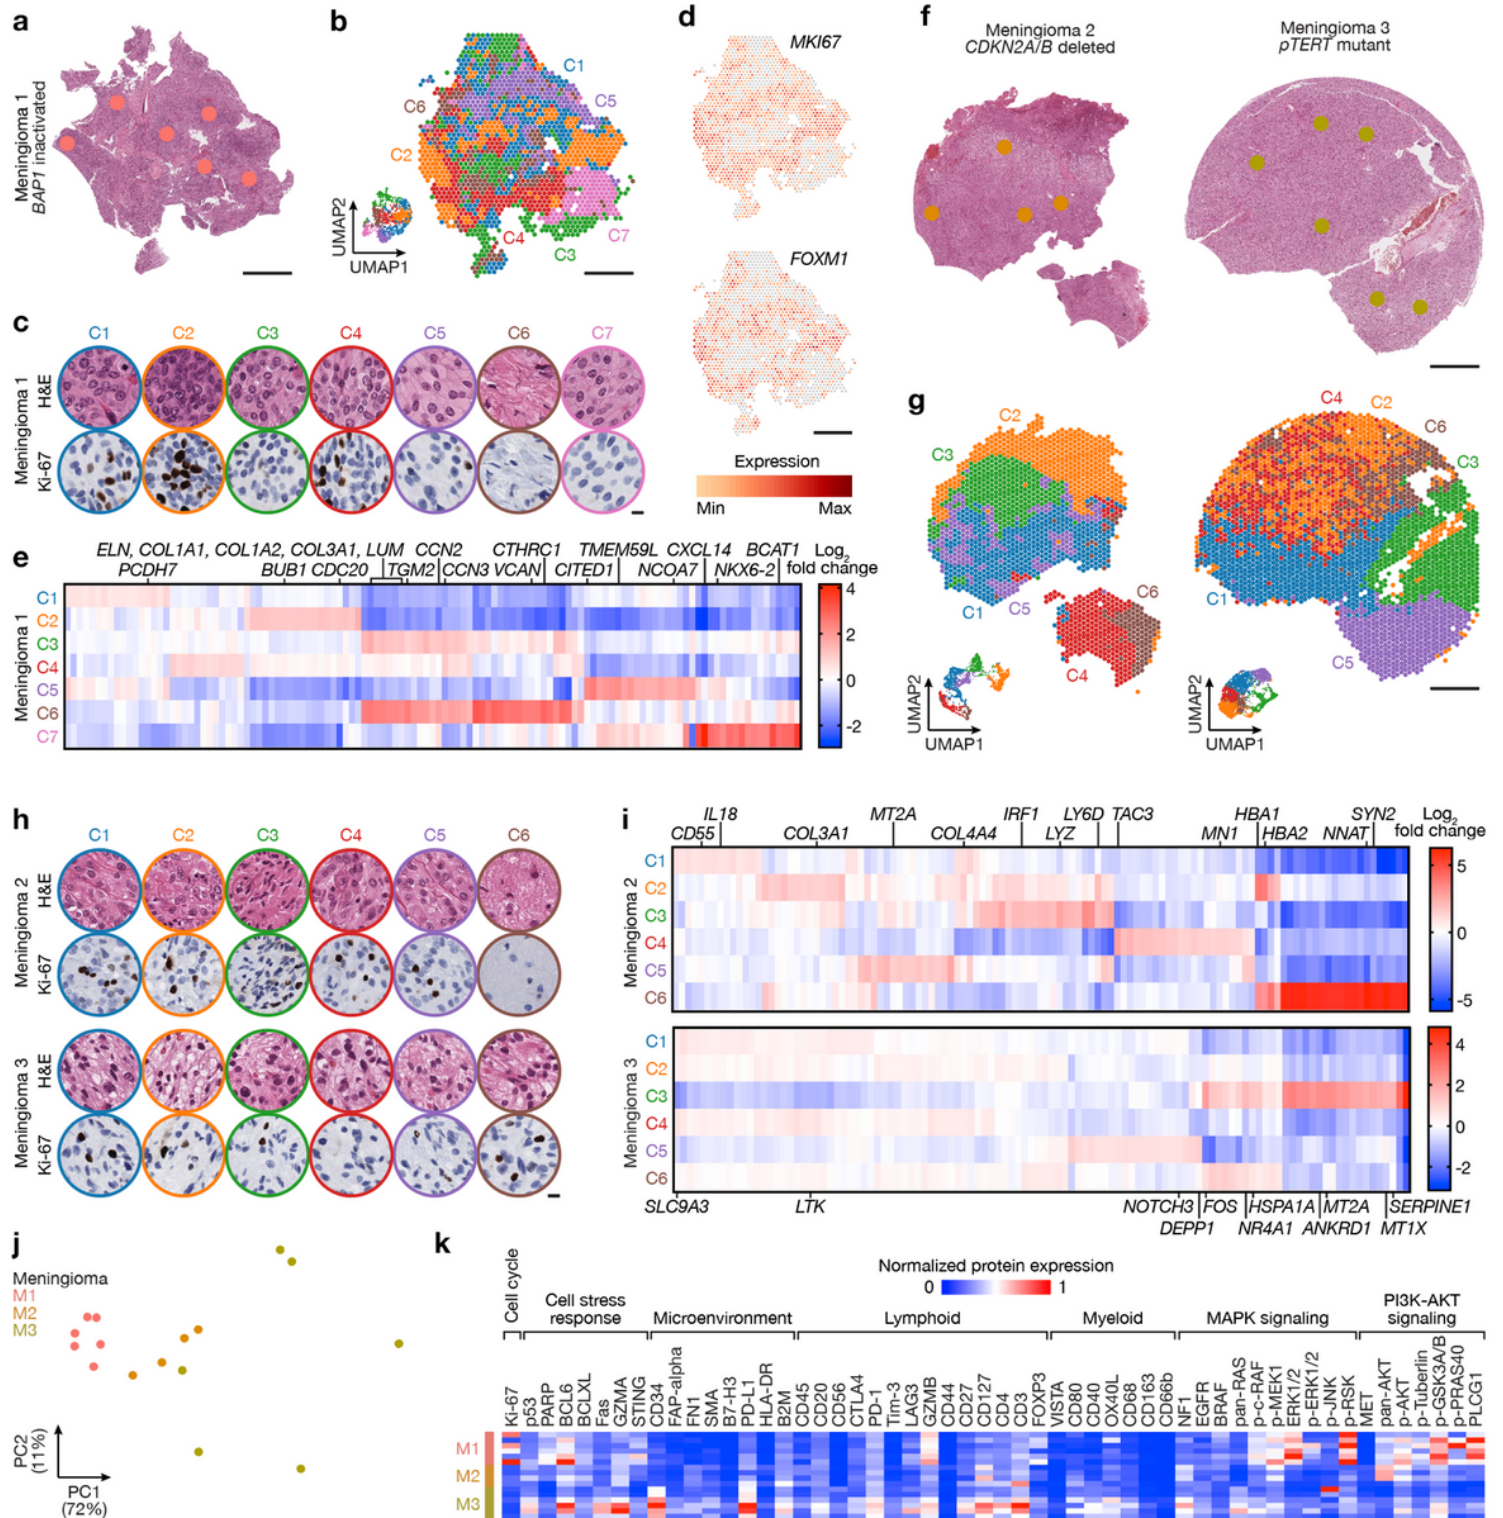 a
Meningioma 1
BAP1 inactivated
b
C1
C6
C5
C2
C4
C7
C3
UMAP2
UMAP1
c
C1 C2 C3 C4 C5 C6 C7
Meningioma 1
H&E
Ki-67
d
MKI67
FOXM1
Expression
Min Max
e
ELN, COL1A1, COL1A2, COL3A1, LUM CCN2 CTHRC1 TMEM59L CXCL14 BCAT1
PCDH7 BUB1 CDC20 TGM2 CCN3 VCAN CITED1 NCOA7 NKX6-2
Log2
fold change
Meningioma 1
C1
C2
C3
C4
C5
C6
C7
4
2
0
-2
f
Meningioma 2
CDKN2A/B deleted
Meningioma 3
pTERT mutant
g
C2
C3
C1
C5
C6
C4
UMAP2
UMAP1
C4
C2
C6
C3
C1
C5
UMAP2
UMAP1
h
C1 C2 C3 C4 C5 C6
Meningioma 2
H&E
Ki-67
Meningioma 3
H&E
Ki-67
i
IL18 MT2A IRF1 LY6D TAC3 HBA1 SYN2
CD55 COL3A1 COL4A4 LYZ MN1 HBA2 NNAT
Log2
fold change
Meningioma 2
C1
C2
C3
C4
C5
C6
5
0
-5
Meningioma 3
C1
C2
C3
C4
C5
C6
4
2
0
-2
SLC9A3 LTK NOTCH3 FOS HSPA1A MT2A SERPINE1
DEPP1 NR4A1 ANKRD1 MT1X
j
Meningioma
M1
M2
M3
PC2
(11%)
PC1
(72%)
k
Normalized protein expression
0 1
Cell cycle
Cell stress
response
Microenvironment
Lymphoid
Myeloid
MAPK signaling
PI3K-AKT
signaling
Ki-67
p53
PARP
BCL6
BCLXL
Fas
GZMA
STING
CD34
FAP-alpha
FN1
SMA
B7-H3
PD-L1
HLA-DR
B2M
CD45
CD20
CD56
CTLA4
PD-1
Tim-3
LAG3
GZMB
CD44
CD27
CD127
CD4
CD3
FOXP3
VISTA
CD80
CD40
OX40L
CD68
CD163
CD66b
NF1
EGFR
BRAF
pan-RAS
p-c-RAF
p-MEK1
ERK1/2
p-ERK1/2
p-JNK
p-RSK
MET
pan-AKT
p-AKT
p-Tuberlin
p-GSK3A/B
p-PRAS40
PLCG1
M1
M2
M3